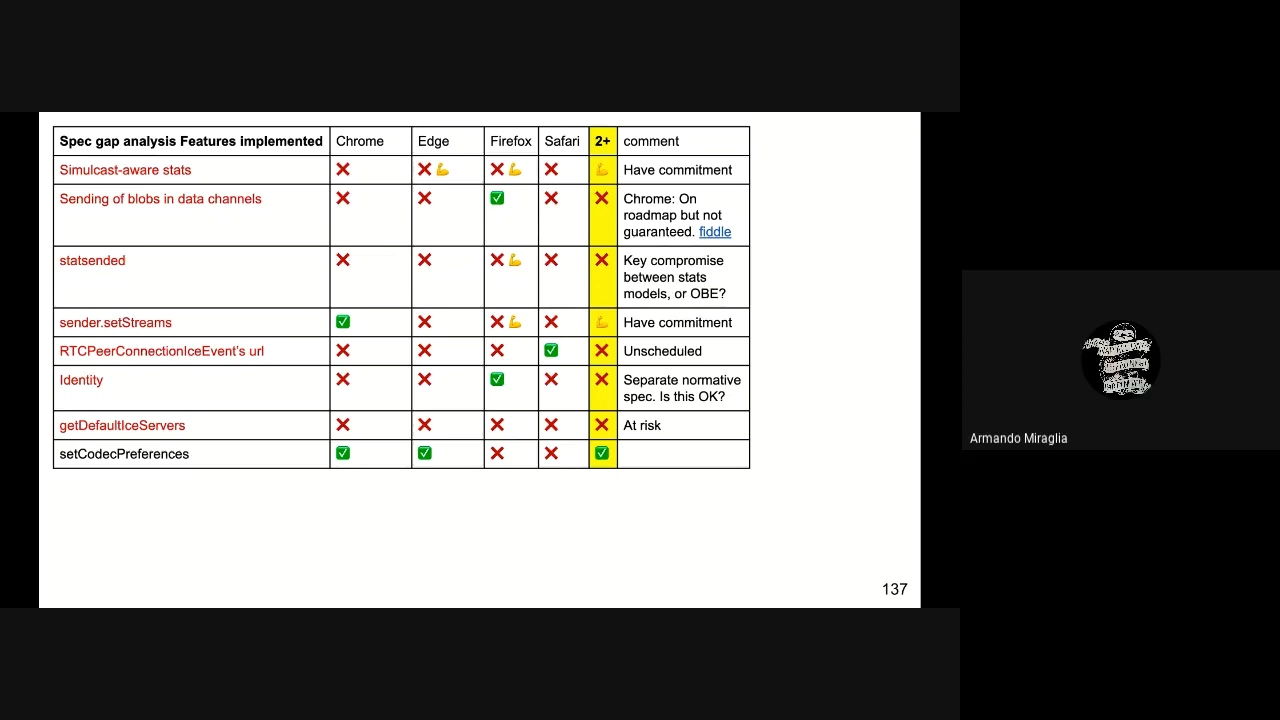 Spec gap analysis Features implemented Chrome Edge Firefox Safari 2+ comment
Simulcast-aware stats ❌ ❌💪 ❌💪 ❌ 💪 Have commitment
Sending of blobs in data channels ❌ ❌ ✅ ❌ ❌ Chrome: On
roadmap but not
guaranteed. fiddle
statsended ❌ ❌ ❌💪 ❌ ❌ Key compromise
between stats
models, or OBE?
sender.setStreams ✅ ❌ ❌💪 ❌ 💪 Have commitment
RTCPeerConnectionIceEvent's url ❌ ❌ ❌ ✅ ❌ Unscheduled
Identity ❌ ❌ ✅ ❌ ❌ Separate normative
spec. Is this OK?
getDefaultIceServers ❌ ❌ ❌ ❌ ❌ At risk
setCodecPreferences ✅ ✅ ❌ ❌ ✅
137
Armando Miraglia